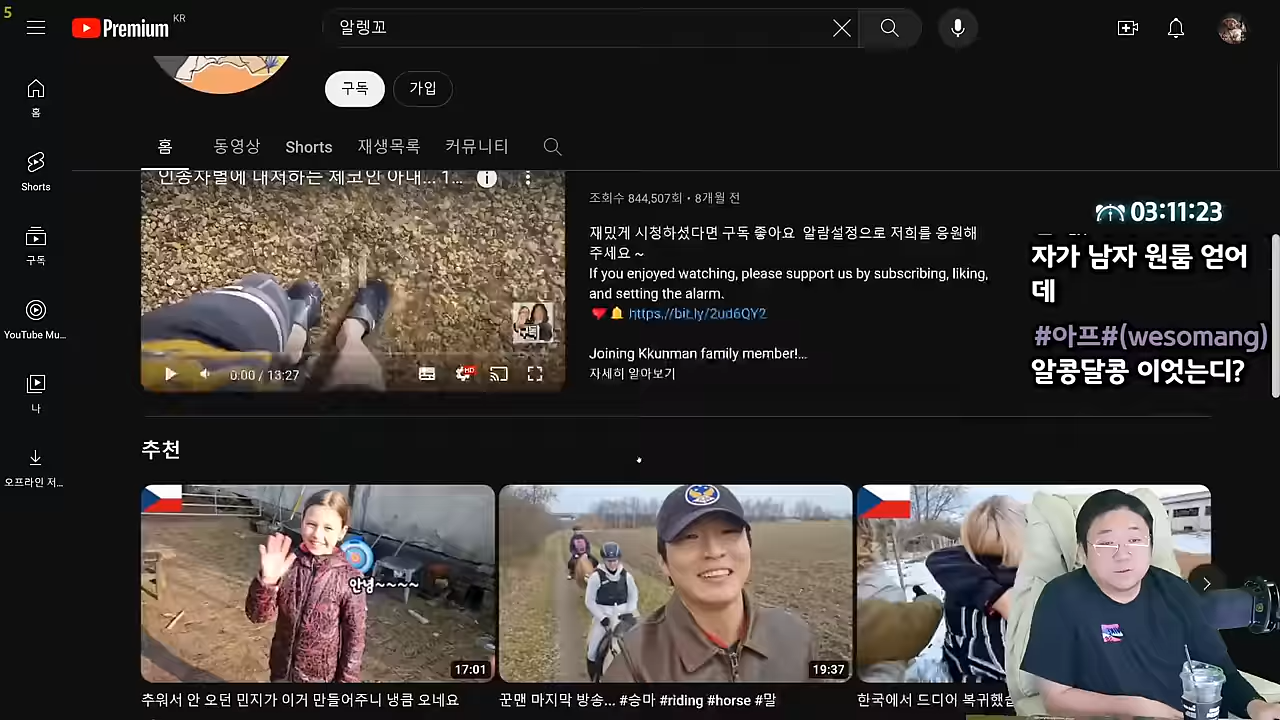 5
Premium KR
알렝꼬
구독
가입
홈
동영상
Shorts
재생목록
커뮤니티
홈
Shorts
구독
YouTube Mu...
나
오프라인 저...
인종차별에 대처하는 체코인 아내... 1...
구독
0:00 / 13:27
HD
조회수 844,507회 • 8개월 전
재밌게 시청하셨다면 구독 좋아요 알람설정으로 저희를 응원해
주세요 ~
If you enjoyed watching, please support us by subscribing, liking,
and setting the alarm.
https://bit.ly/2ud6QY2
Joining Kkunman family member!...
자세히 알아보기
03:11:23
자가 남자 원룸 얻어
데
#아프#(wesomang)
알콩달콩 이엇는디?
추천
안녕~~~~
17:01
19:37
추워서 안 오던 민지가 이거 만들어주니 냉큼 오네요
꾼맨 마지막 방송... #승마 #riding #horse #말
한국에서 드디어 복귀했습